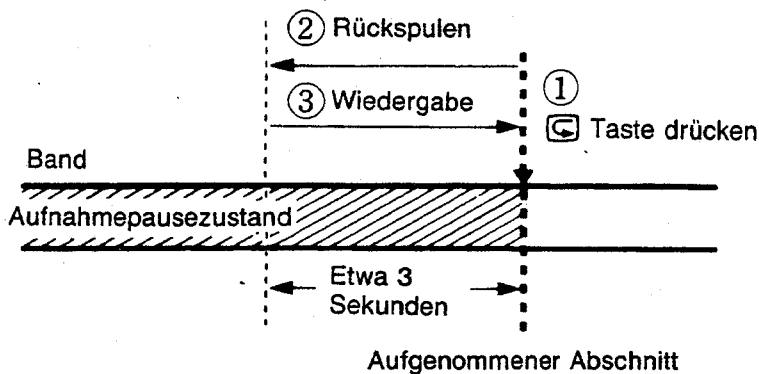 ② Rückspulen
①
③ Wiedergabe
Taste drücken
Band
Aufnahmepausezustand
Etwa 3
Sekunden
Aufgenommener Abschnitt